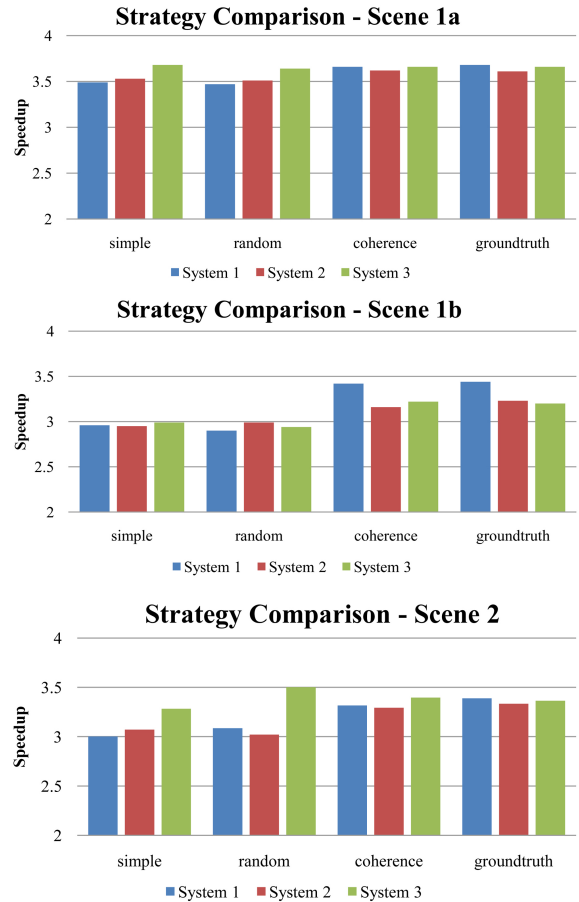 Strategy Comparison - Scene 1a
4
3.5
3
2.5
2
Speedup
simple random coherence groundtruth
System 1 System 2 System 3
Strategy Comparison - Scene 1b
4
3.5
3
2.5
2
Speedup
simple random coherence groundtruth
System 1 System 2 System 3
Strategy Comparison - Scene 2
4
3.5
3
2.5
2
Speedup
simple random coherence groundtruth
System 1 System 2 System 3